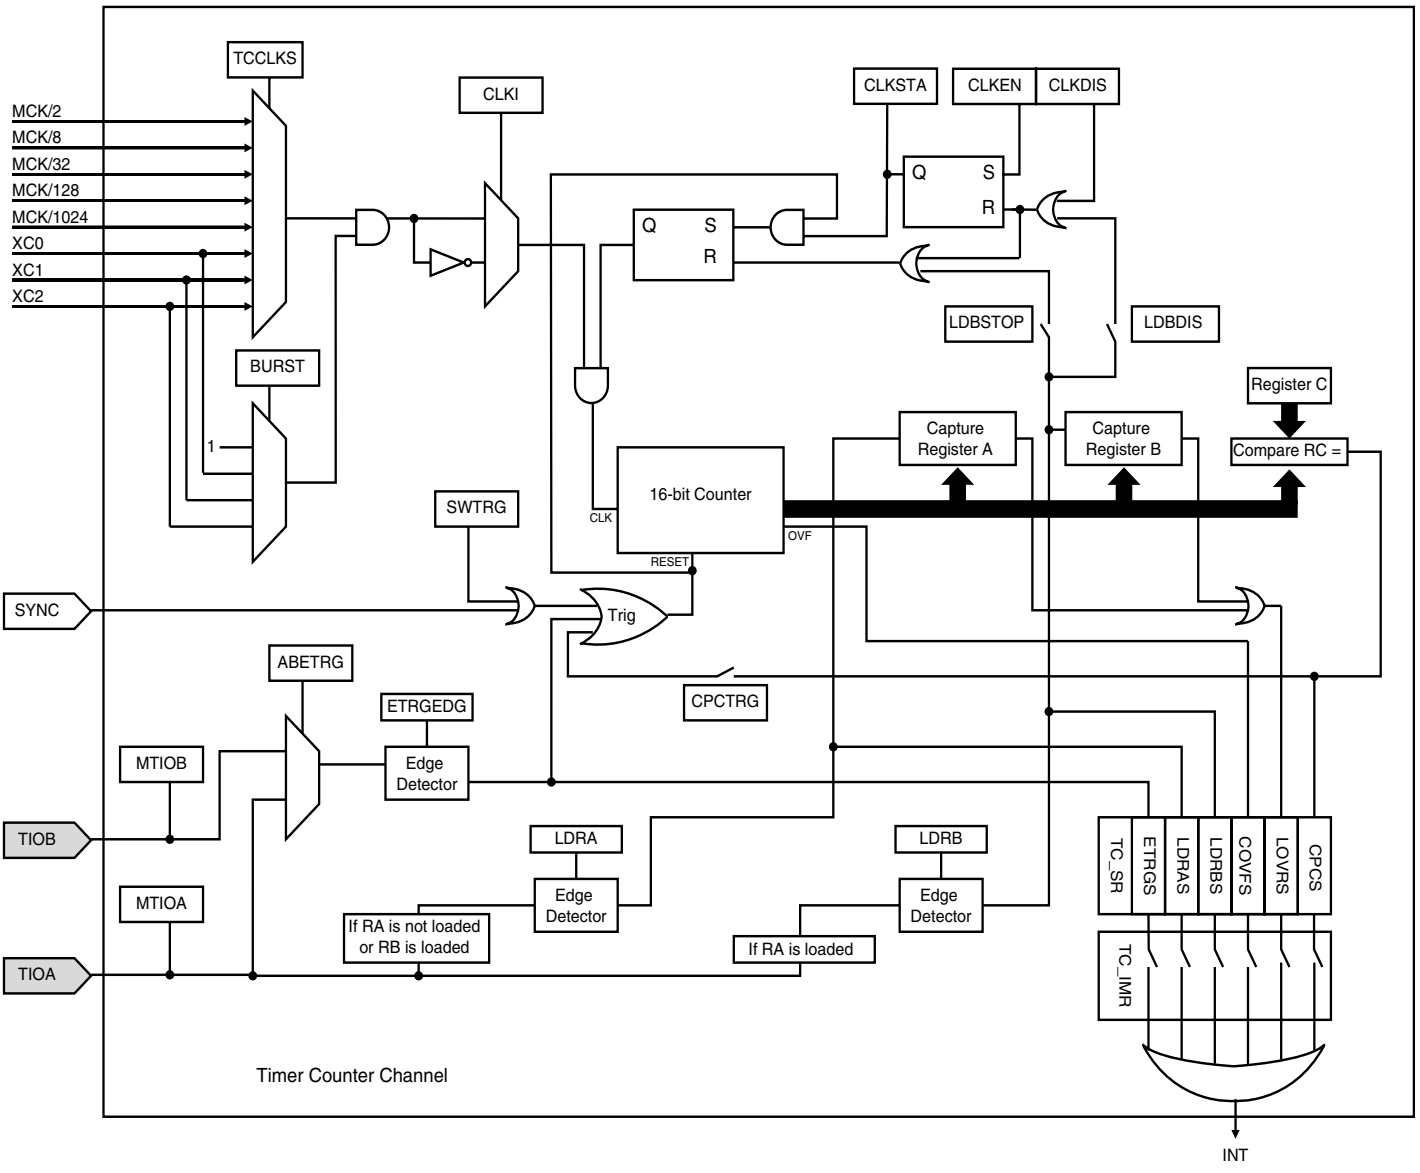 TCCLKS
CLKI
CLKSTA
CLKEN
CLKDIS
MCK/2
MCK/8
MCK/32
MCK/128
MCK/1024
XC0
XC1
XC2
Q
S
R
Q
S
R
LDBSTOP
LDBDIS
BURST
1
Register C
Capture
Register A
Capture
Register B
Compare RC =
16-bit Counter
SWTRG
CLK
OVF
RESET
SYNC
Trig
ABETRG
CPCTRG
ETRGEDG
MTIOB
Edge
Detector
TIOB
LDRA
LDRB
MTIOA
Edge
Detector
Edge
Detector
If RA is not loaded
or RB is loaded
If RA is loaded
TIOA
TC_SR
ETRGS
LDRAS
LDRBS
COVFS
LOVRS
CPCS
TC_IMR
Timer Counter Channel
INT